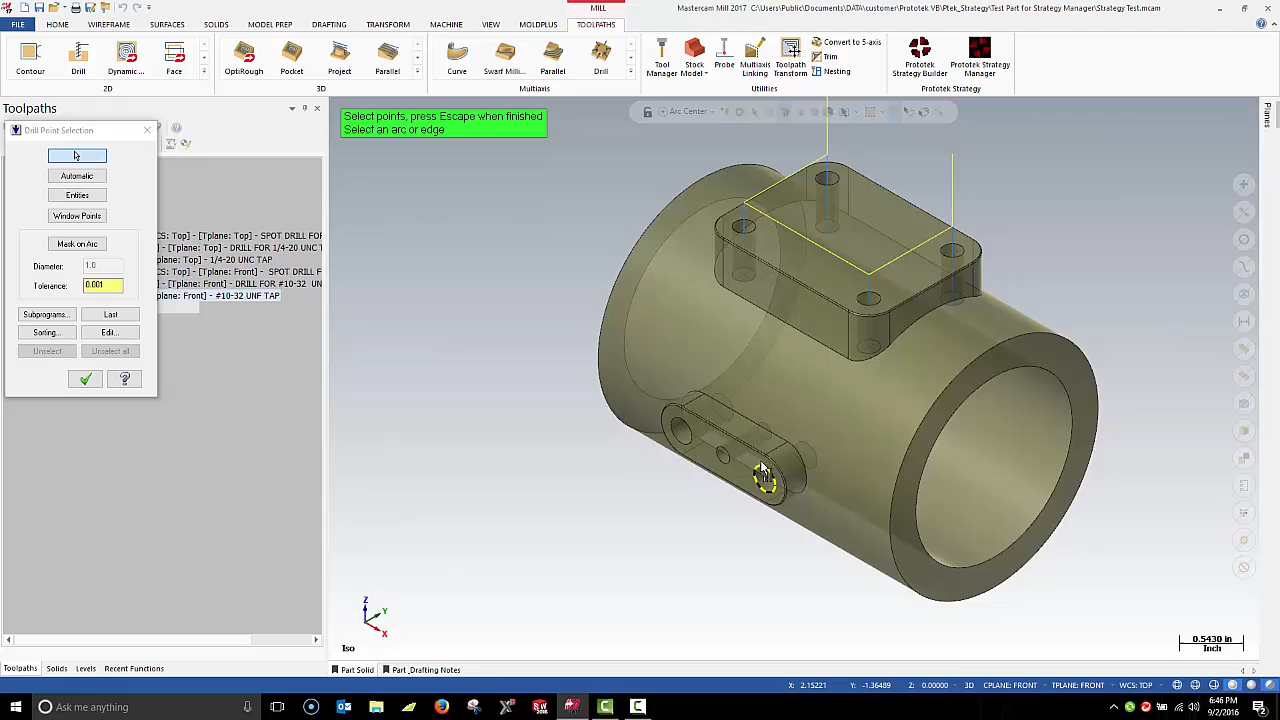 MILL
Mastercam Mill 2017 C:\Users\Public\Documents\DATA\customer\Prototek VB\Ptek_Strategy\Test Part for Strategy Manager\Strategy Test.mcam
FILE HOME WIREFRAME SURFACES SOLIDS MODEL PREP DRAFTING TRANSFORM MACHINE VIEW MOLDPLUS TOOLPATHS
Contour Drill Dynamic ... Face
OptiRough Pocket Project Parallel
Curve Swarf Milli... Parallel Drill
Tool Manager Stock Model Probe Multiaxis Linking Toolpath Transform
Convert to 5-axis
Trim
Nesting
Prototek Strategy Builder Prototek Strategy Manager
2D 3D Multiaxis Utilities Prototek Strategy
Toolpaths
Drill Point Selection
Automatic
Entities
Window Points
Mask on Arc
Diameter: 1.0
Tolerance: 0.001
Subprograms... Last
Sorting... Edit...
Unselect Unselect all
CS: Top] - [Tplane: Top] - SPOT DRILL FOR
- [Tplane: Top] - DRILL FOR 1/4-20 UNC T
Tplane: Top] - 1/4-20 UNC TAP
CS: Top] - [Tplane: Front] - SPOT DRILL F
- [Tplane: Front] - DRILL FOR #10-32 UN
plane: Front] - #10-32 UNF TAP
Select points, press Escape when finished
Select an arc or edge
Arc Center
Planes
Z
Y
X
Iso
0.5430 in
Inch
Toolpaths Solids Levels Recent Functions
Part Solid Part _Drafting Notes
X: 2.15221 Y: -1.36489 Z: 0.00000 3D CPLANE: FRONT TPLANE: FRONT WCS: TOP
Ask me anything
6:46 PM
9/2/2016